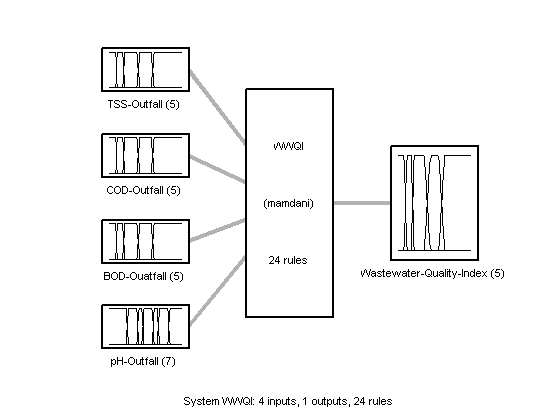 TSS-Outfall (5)
COD-Outfall (5)
BOD-Ouatfall (5)
pH-Outfall (7)
WWQI
(mamdani)
24 rules
Wastewater-Quality-Index (5)
System WWQI: 4 inputs, 1 outputs, 24 rules